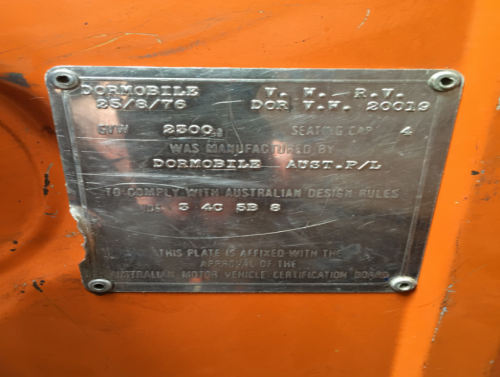 DORMOBILE V. W. R.V.
25/8/76 DOR V.W. 20019
GVW 2300 KG SEATING CAP. 4
WAS MANUFACTURED BY
DORMOBILE AUST. P/L
TO COMPLY WITH AUSTRALIAN DESIGN RULES
3 4C 5B 8
THIS PLATE IS AFFIXED WITH THE
APPROVAL OF THE
AUSTRALIAN MOTOR VEHICLE CERTIFICATION BOARD